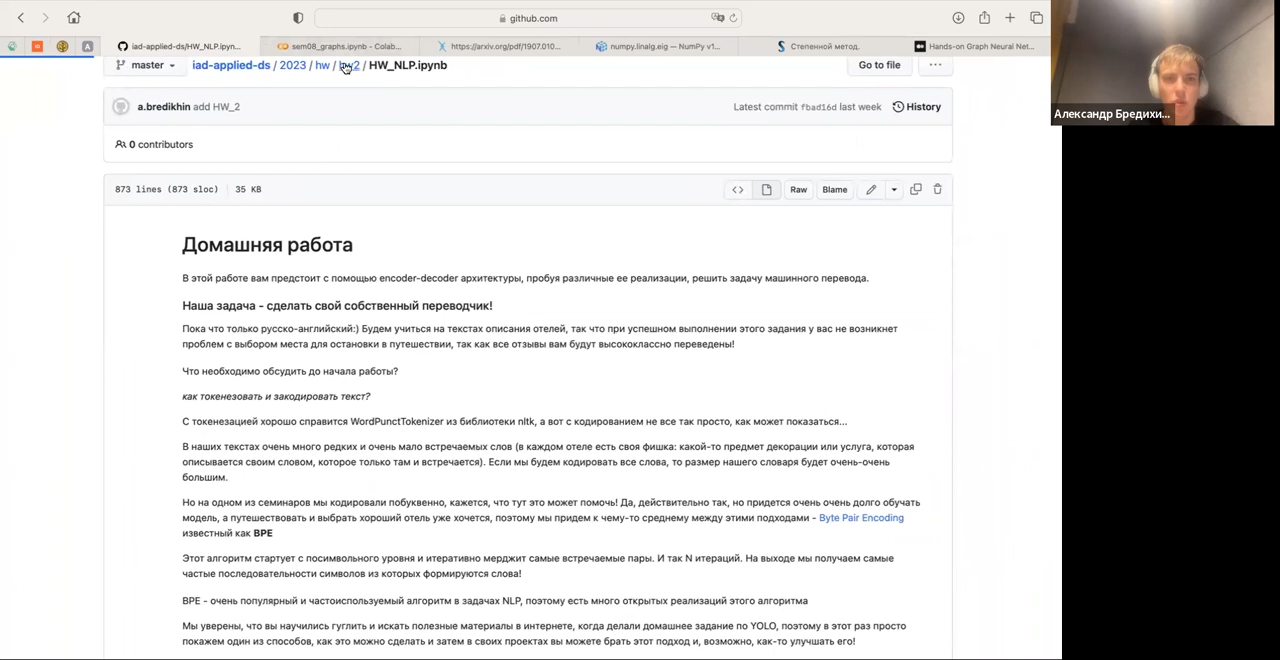 github.com
iad-applied-ds/HW_NLP.ipyn...
sem08_graphs.ipynb - Colab...
https://arxiv.org/pdf/1907.010...
numpy.linalg.eig — NumPy v1...
Степенной метод.
Hands-on Graph Neural Net...
master
iad-applied-ds / 2023 / hw / hw2 / HW_NLP.ipynb
Go to file
Александр Бредихи...
a.bredikhin add HW_2
Latest commit fbad16d last week
History
0 contributors
873 lines (873 sloc)
35 KB
Raw
Blame
Домашняя работа
В этой работе вам предстоит с помощью encoder-decoder архитектуры, пробуя различные ее реализации, решить задачу машинного перевода.
Наша задача - сделать свой собственный переводчик!
Пока что только русско-английский:) Будем учиться на текстах описания отелей, так что при успешном выполнении этого задания у вас не возникнет
проблем с выбором места для остановки в путешествии, так как все отзывы вам будут высококлассно переведены!
Что необходимо обсудить до начала работы?
как токенезовать и закодировать текст?
С токенезацией хорошо справится WordPunctTokenizer из библиотеки nltk, а вот с кодированием не все так просто, как может показаться...
В наших текстах очень много редких и очень мало встречаемых слов (в каждом отеле есть своя фишка: какой-то предмет декорации или услуга, которая
описывается своим словом, которое только там и встречается). Если мы будем кодировать все слова, то размер нашего словаря будет очень-очень
большим.
Но на одном из семинаров мы кодировали побуквенно, кажется, что тут это может помочь! Да, действительно так, но придется очень очень долго обучать
модель, а путешествовать и выбрать хороший отель уже хочется, поэтому мы придем к чему-то среднему между этими подходами - Byte Pair Encoding
известный как BPE
Этот алгоритм стартует с посимвольного уровня и итеративно мерджит самые встречаемые пары. И так N итераций. На выходе мы получаем самые
частые последовательности символов из которых формируются слова!
BPE - очень популярный и частоиспользуемый алгоритм в задачах NLP, поэтому есть много открытых реализаций этого алгоритма
Мы уверены, что вы научились гуглить и искать полезные материалы в интернете, когда делали домашнее задание по YOLO, поэтому в этот раз просто
покажем один из способов, как это можно сделать и затем в своих проектах вы можете брать этот подход и, возможно, как-то улучшать его!